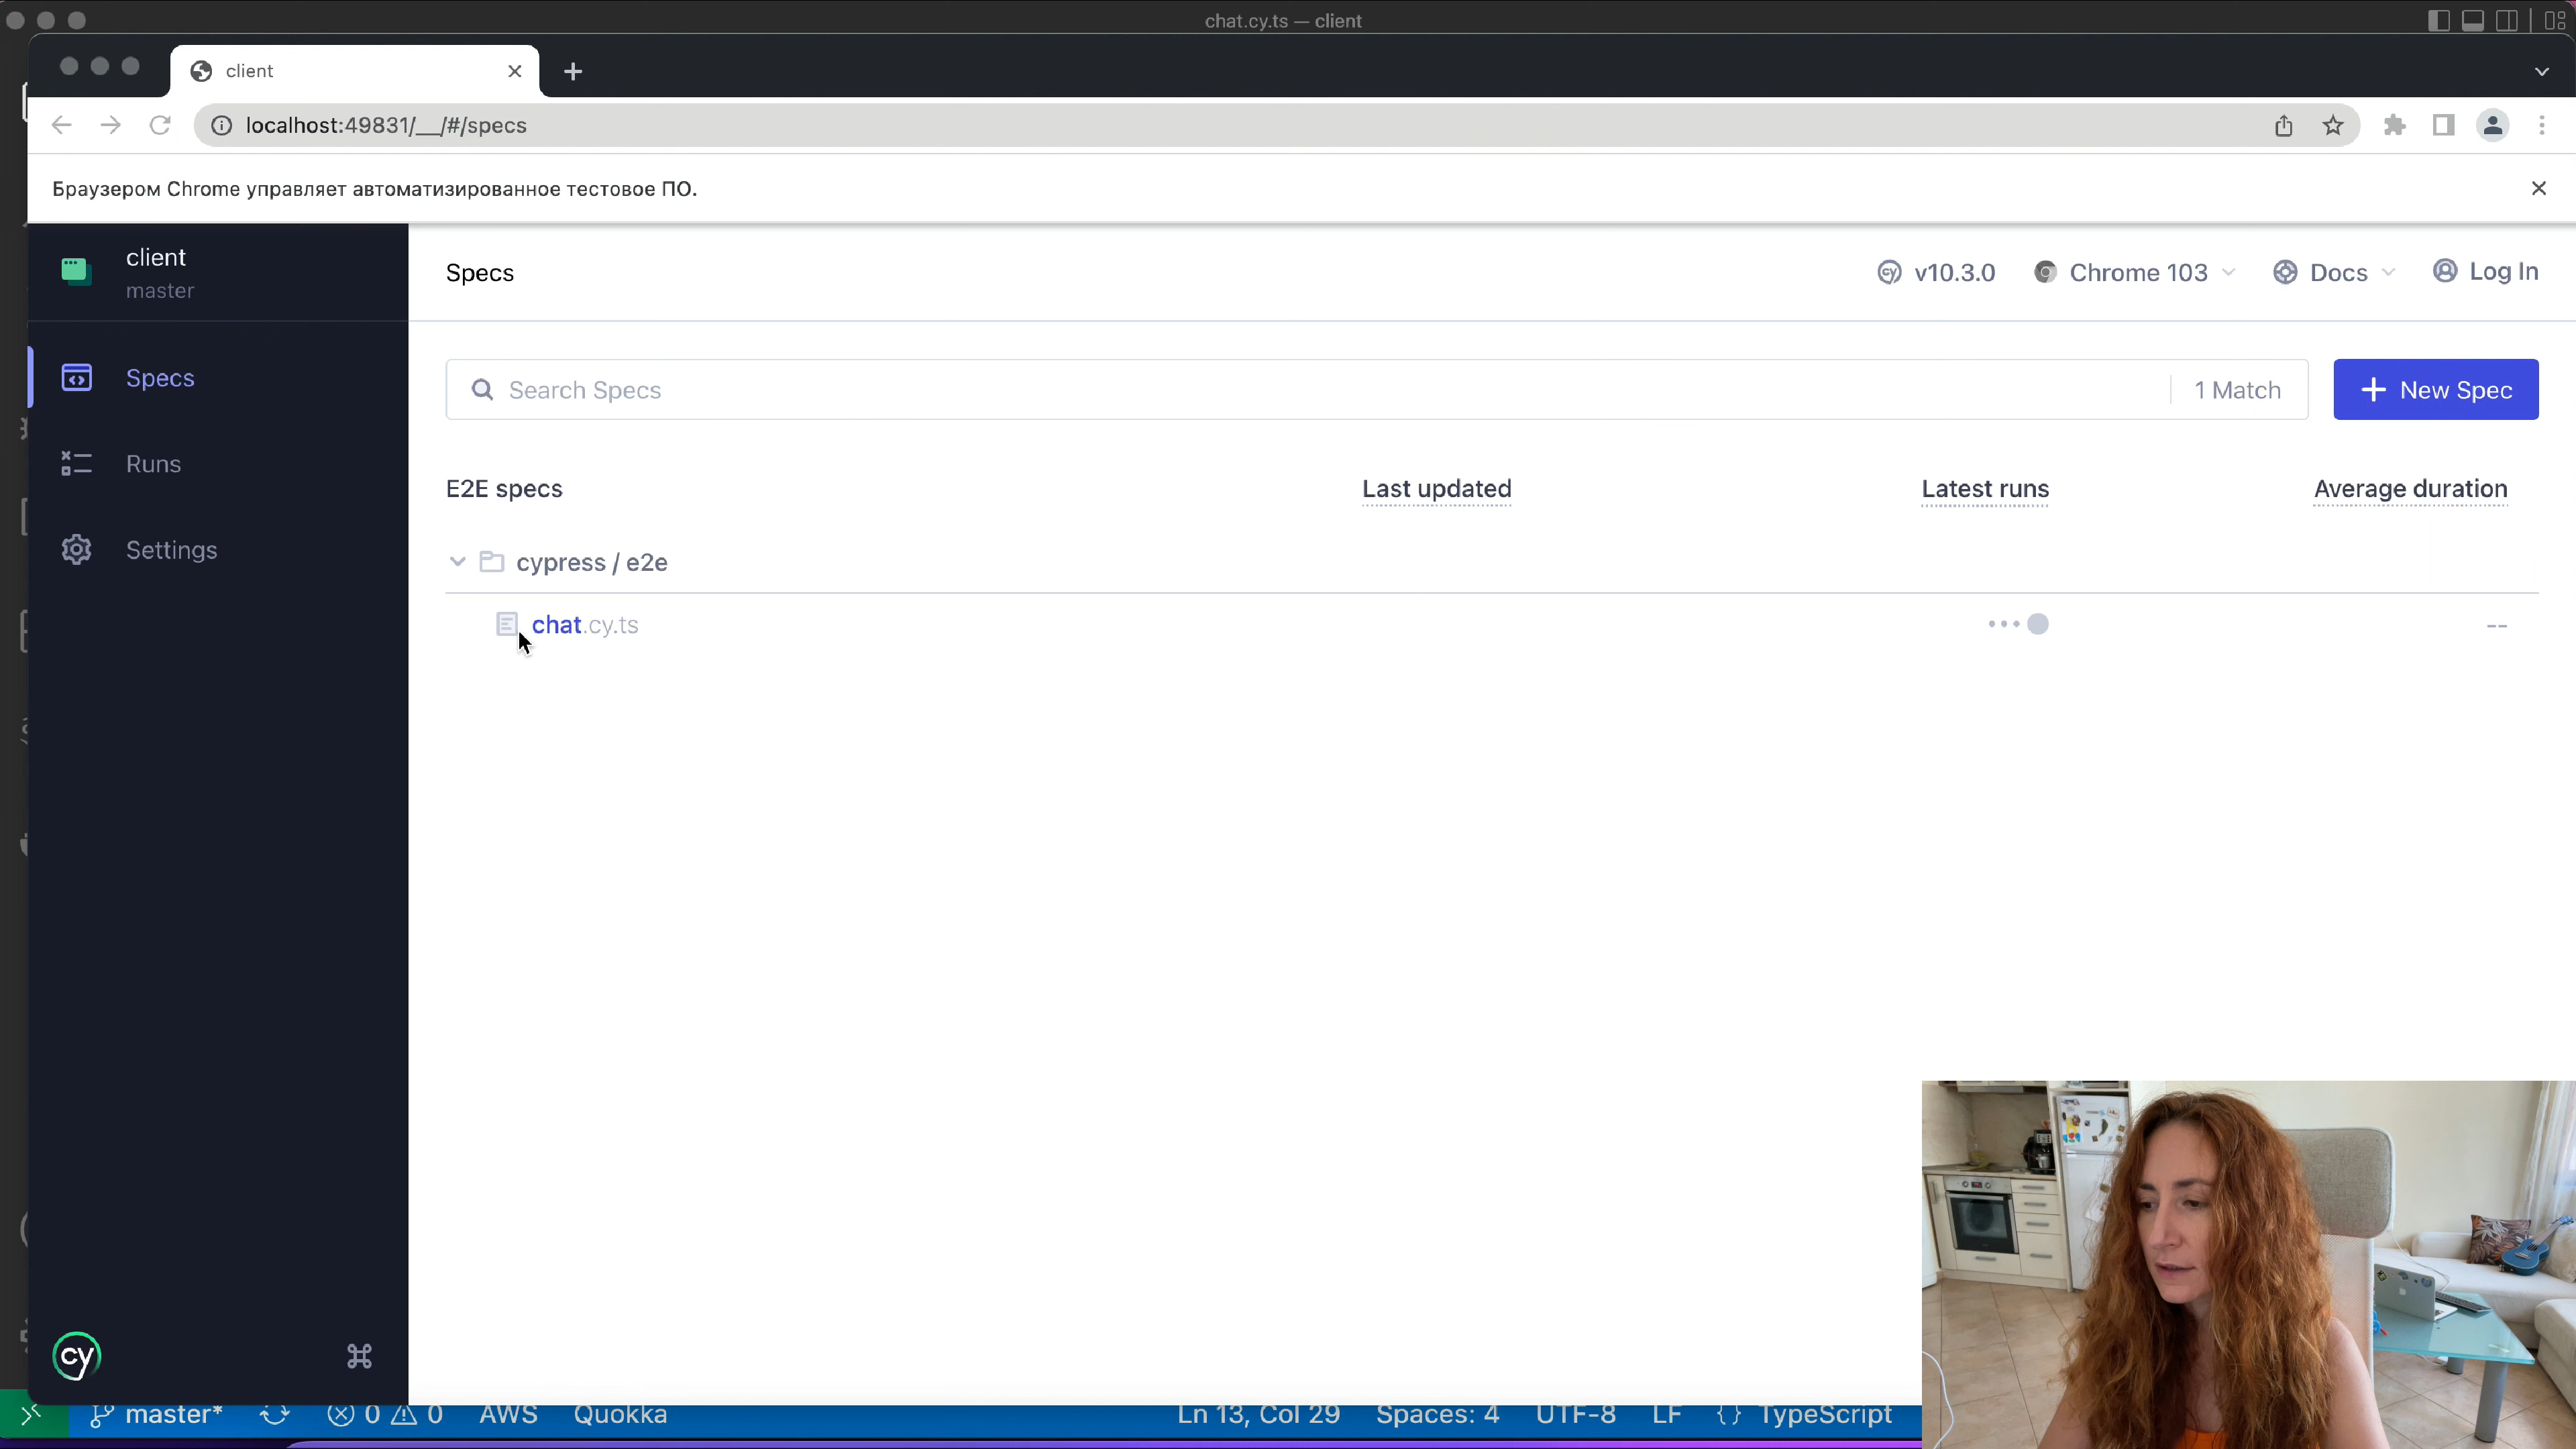 chat.cy.ts — client
client
localhost:49831/__/#/specs
Браузером Chrome управляет автоматизированное тестовое ПО.
client
master
Specs
v10.3.0
Chrome 103
Docs
Log In
Specs
Runs
Settings
Search Specs
1 Match
New Spec
E2E specs
Last updated
Latest runs
Average duration
cypress / e2e
chat.cy.ts
--
cy
master*
0
0
AWS
Quokka
Ln 13, Col 29
Spaces: 4
UTF-8
LF
{ } TypeScript